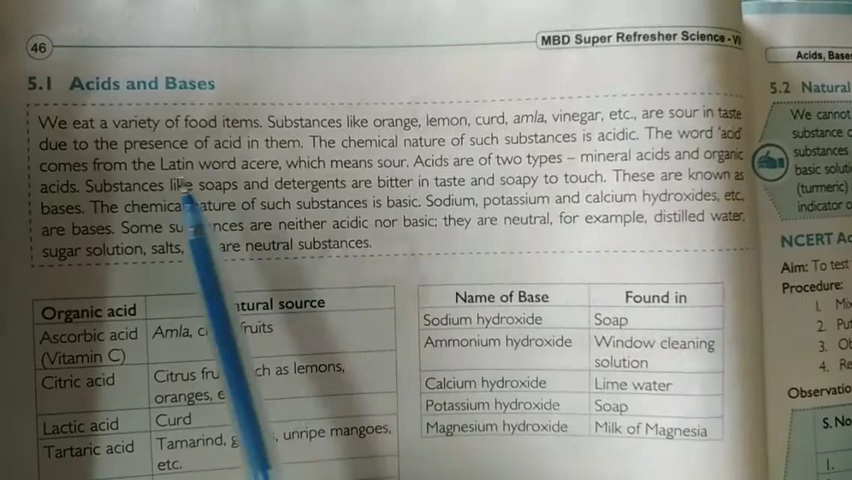 46
MBD Super Refresher Science - VI
5.1 Acids and Bases
We eat a variety of food items. Substances like orange, lemon, curd, amla, vinegar, etc., are sour in taste
due to the presence of acid in them. The chemical nature of such substances is acidic. The word 'acid'
comes from the Latin word acere, which means sour. Acids are of two types – mineral acids and organic
acids. Substances like soaps and detergents are bitter in taste and soapy to touch. These are known as
bases. The chemical nature of such substances is basic. Sodium, potassium and calcium hydroxides, etc.
are bases. Some are neither acidic nor basic; they are neutral, for example, distilled water,
sugar solution, salts, are neutral substances.
Organic acid source
Ascorbic acid Amla, fruits
(Vitamin C)
Citric acid Citrus such as lemons,
oranges,
Lactic acid Curd
Tartaric acid Tamarind, unripe mangoes,
etc.
Name of Base Found in
Sodium hydroxide Soap
Ammonium hydroxide Window cleaning
solution
Calcium hydroxide Lime water
Potassium hydroxide Soap
Magnesium hydroxide Milk of Magnesia
Acids, Bases
5.2 Natural
We cannot
substance
substances
basic
(turmeric)
indicator
NCERT
Aim: To test
Procedure:
1.
2.
3.
4.
S. No
1.